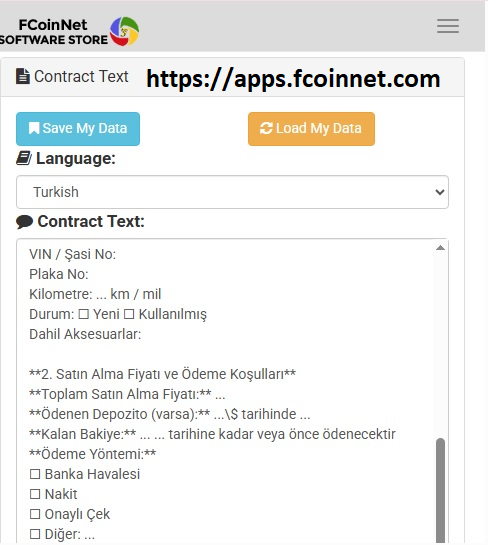 FCoinNet
SOFTWARE STORE
Contract Text
https://apps.fcoinnet.com
Save My Data
Load My Data
Language:
Turkish
Contract Text:
VIN / Şasi No:
Plaka No:
Kilometre: ... km / mil
Durum: ☐ Yeni ☐ Kullanılmış
Dahil Aksesuarlar:
**2. Satın Alma Fiyatı ve Ödeme Koşulları**
**Toplam Satın Alma Fiyatı:** ...
**Ödenen Depozito (varsa):** ...\$ tarihinde ...
**Kalan Bakiye:** ... ... tarihine kadar veya önce ödenecektir
**Ödeme Yöntemi:**
☐ Banka Havalesi
☐ Nakit
☐ Onaylı Çek
☐ Diğer: ...